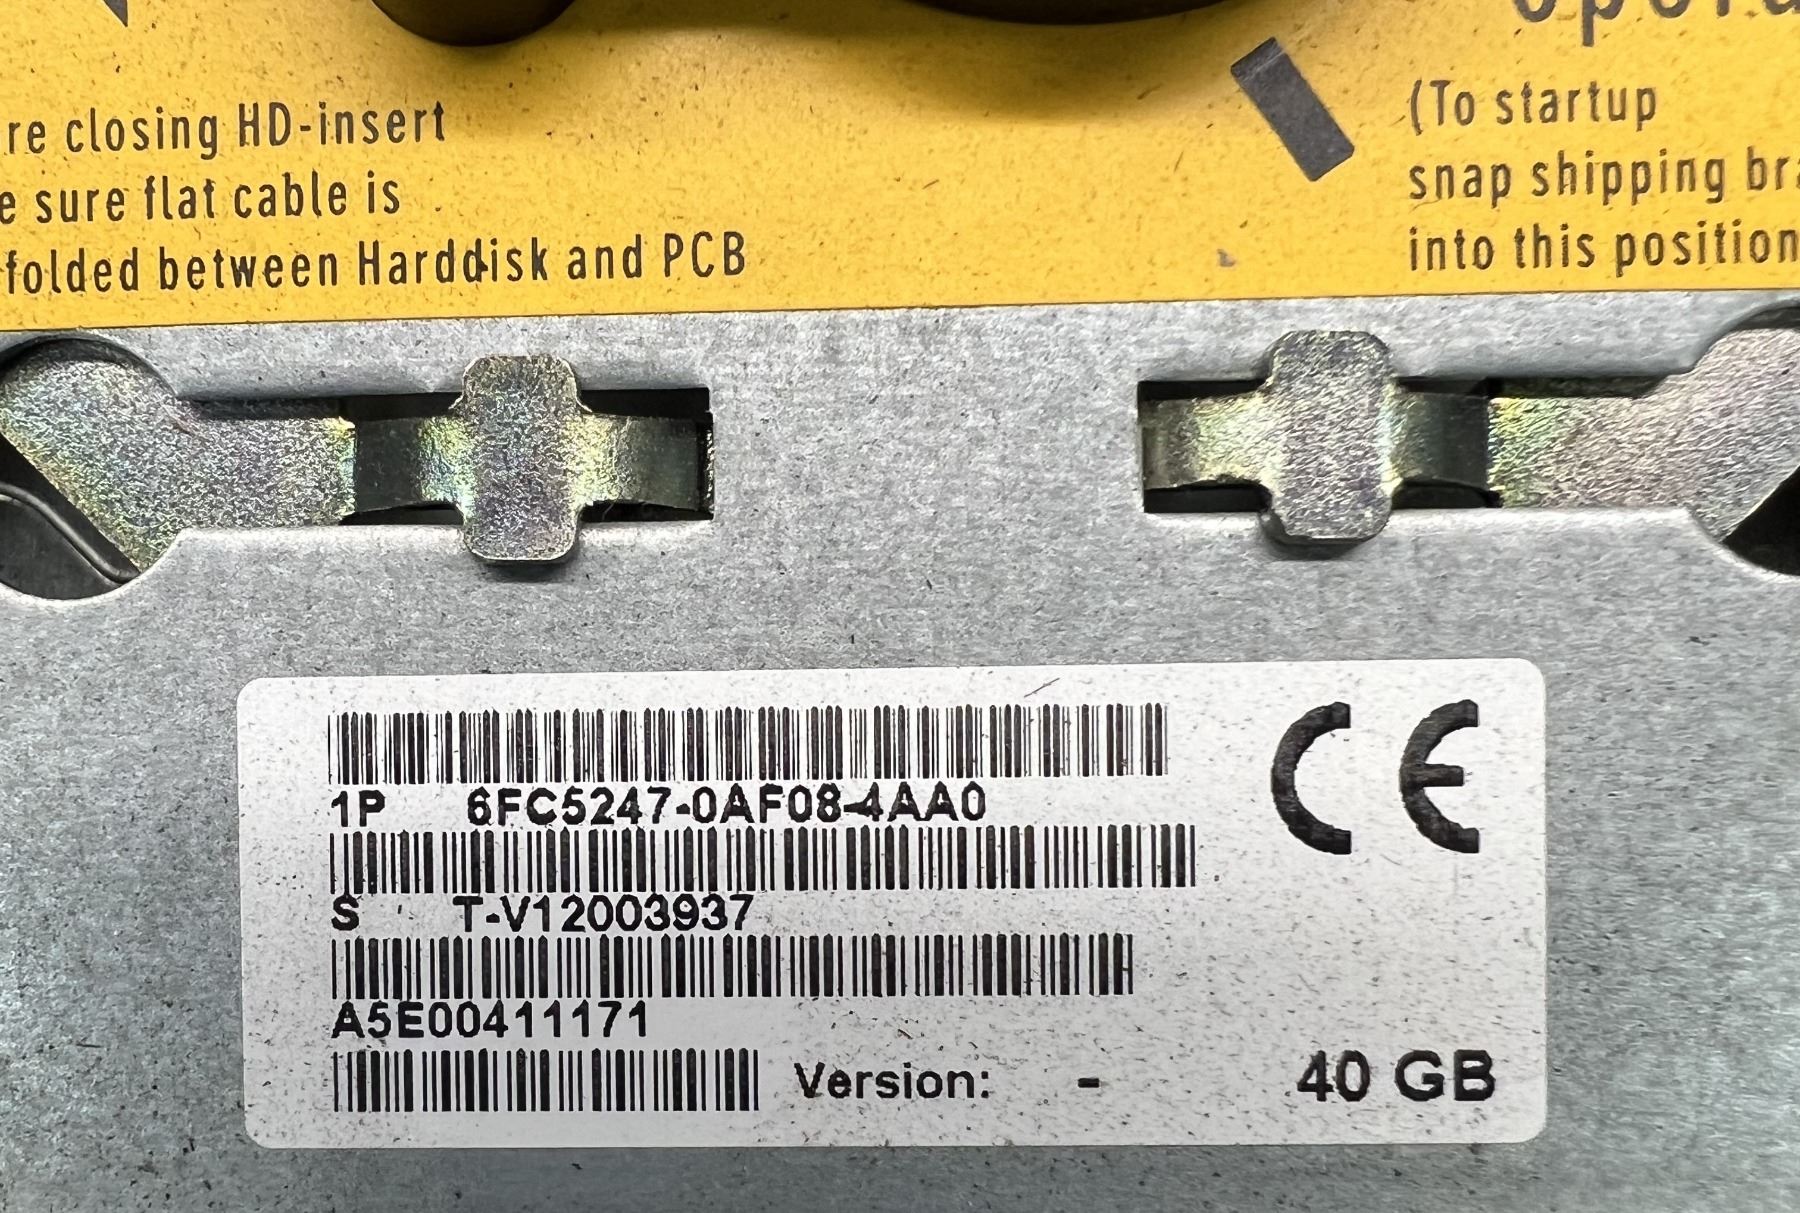 re closing HD-insert
e sure flat cable is
folded between Harddisk and PCB
(To startup
snap shipping
into this position
1P 6FC5247-0AF08-4AA0
S T-V12003937
A5E00411171
Version: - 40 GB
CE